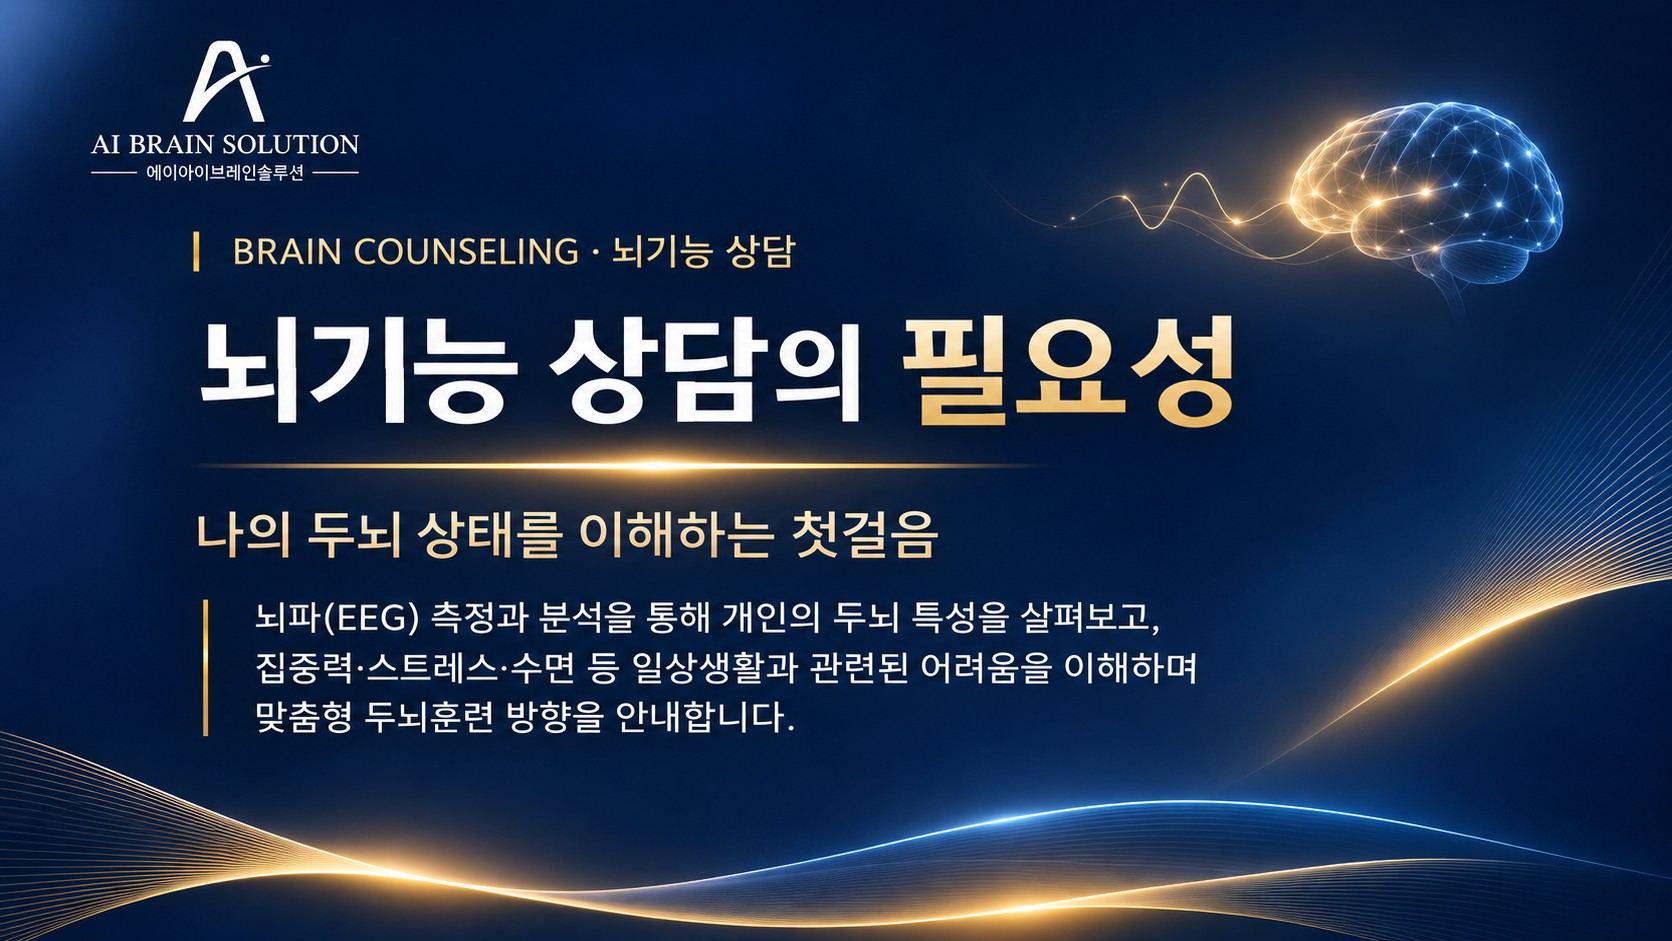 AI BRAIN SOLUTION
에이아이브레인솔루션
BRAIN COUNSELING · 뇌기능 상담
뇌기능 상담의 필요성
나의 두뇌 상태를 이해하는 첫걸음
뇌파(EEG) 측정과 분석을 통해 개인의 두뇌 특성을 살펴보고,
집중력·스트레스·수면 등 일상생활과 관련된 어려움을 이해하며
맞춤형 두뇌훈련 방향을 안내합니다.